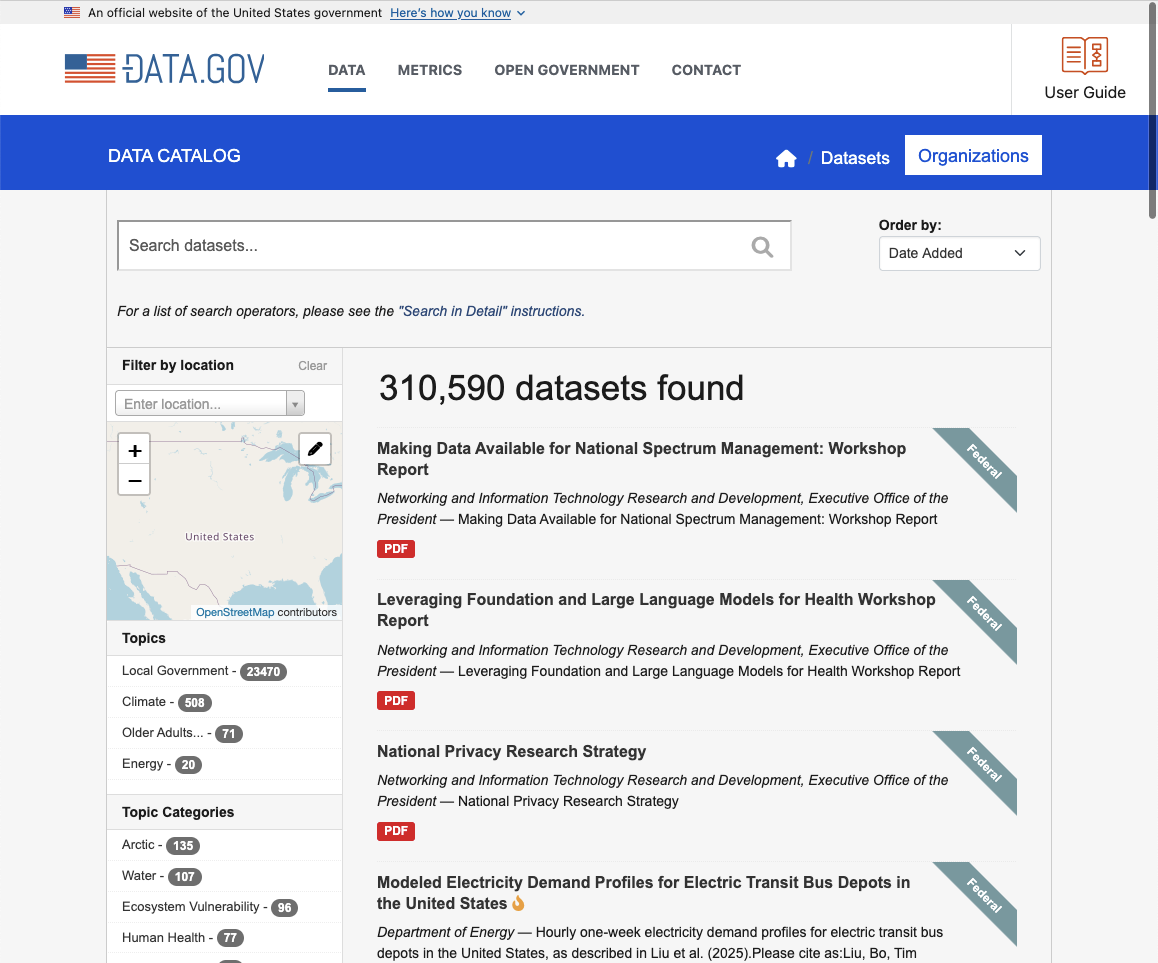 An official website of the United States government Here's how you know
DATA.GOV
DATA METRICS OPEN GOVERNMENT CONTACT
User Guide
DATA CATALOG
/ Datasets Organizations
Search datasets...
Order by:
Date Added
For a list of search operators, please see the "Search in Detail" instructions.
Filter by location Clear
Enter location...
+
−
United States
OpenStreetMap contributors
Topics
Local Government - 23470
Climate - 508
Older Adults... - 71
Energy - 20
Topic Categories
Arctic - 135
Water - 107
Ecosystem Vulnerability - 96
Human Health - 77
310,590 datasets found
Making Data Available for National Spectrum Management: Workshop
Report
Federal
Networking and Information Technology Research and Development, Executive Office of the
President — Making Data Available for National Spectrum Management: Workshop Report
PDF
Leveraging Foundation and Large Language Models for Health Workshop
Report
Federal
Networking and Information Technology Research and Development, Executive Office of the
President — Leveraging Foundation and Large Language Models for Health Workshop Report
PDF
National Privacy Research Strategy
Federal
Networking and Information Technology Research and Development, Executive Office of the
President — National Privacy Research Strategy
PDF
Modeled Electricity Demand Profiles for Electric Transit Bus Depots in
the United States
Federal
Department of Energy — Hourly one-week electricity demand profiles for electric transit bus
depots in the United States, as described in Liu et al. (2025).Please cite as:Liu, Bo, Tim